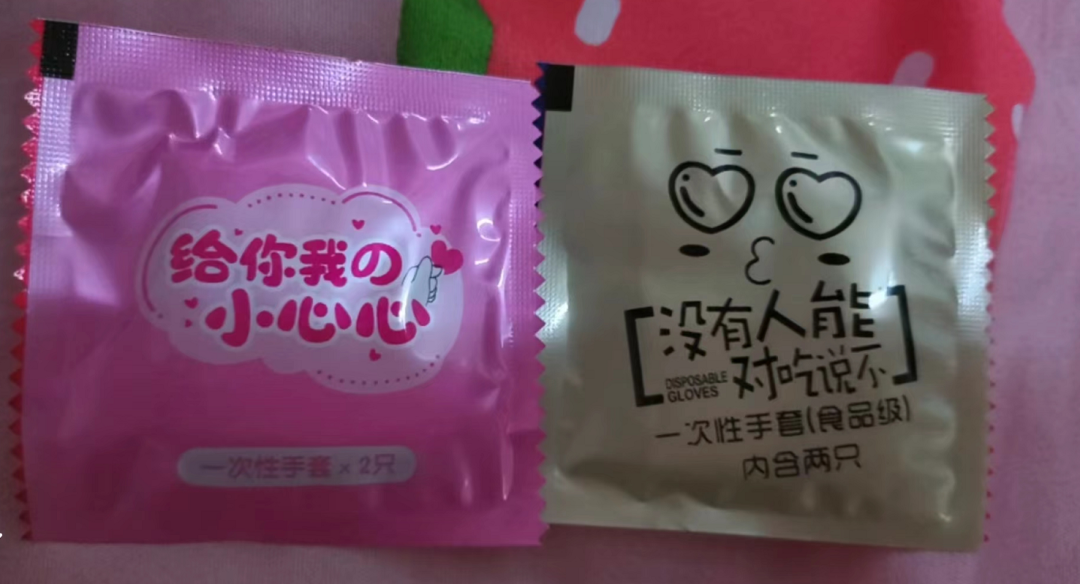 给你我の
小心心
一次性手套 x 2只
没有人能
对吃说不
DISPOSABLE
GLOVES
一次性手套(食品级)
内含两只